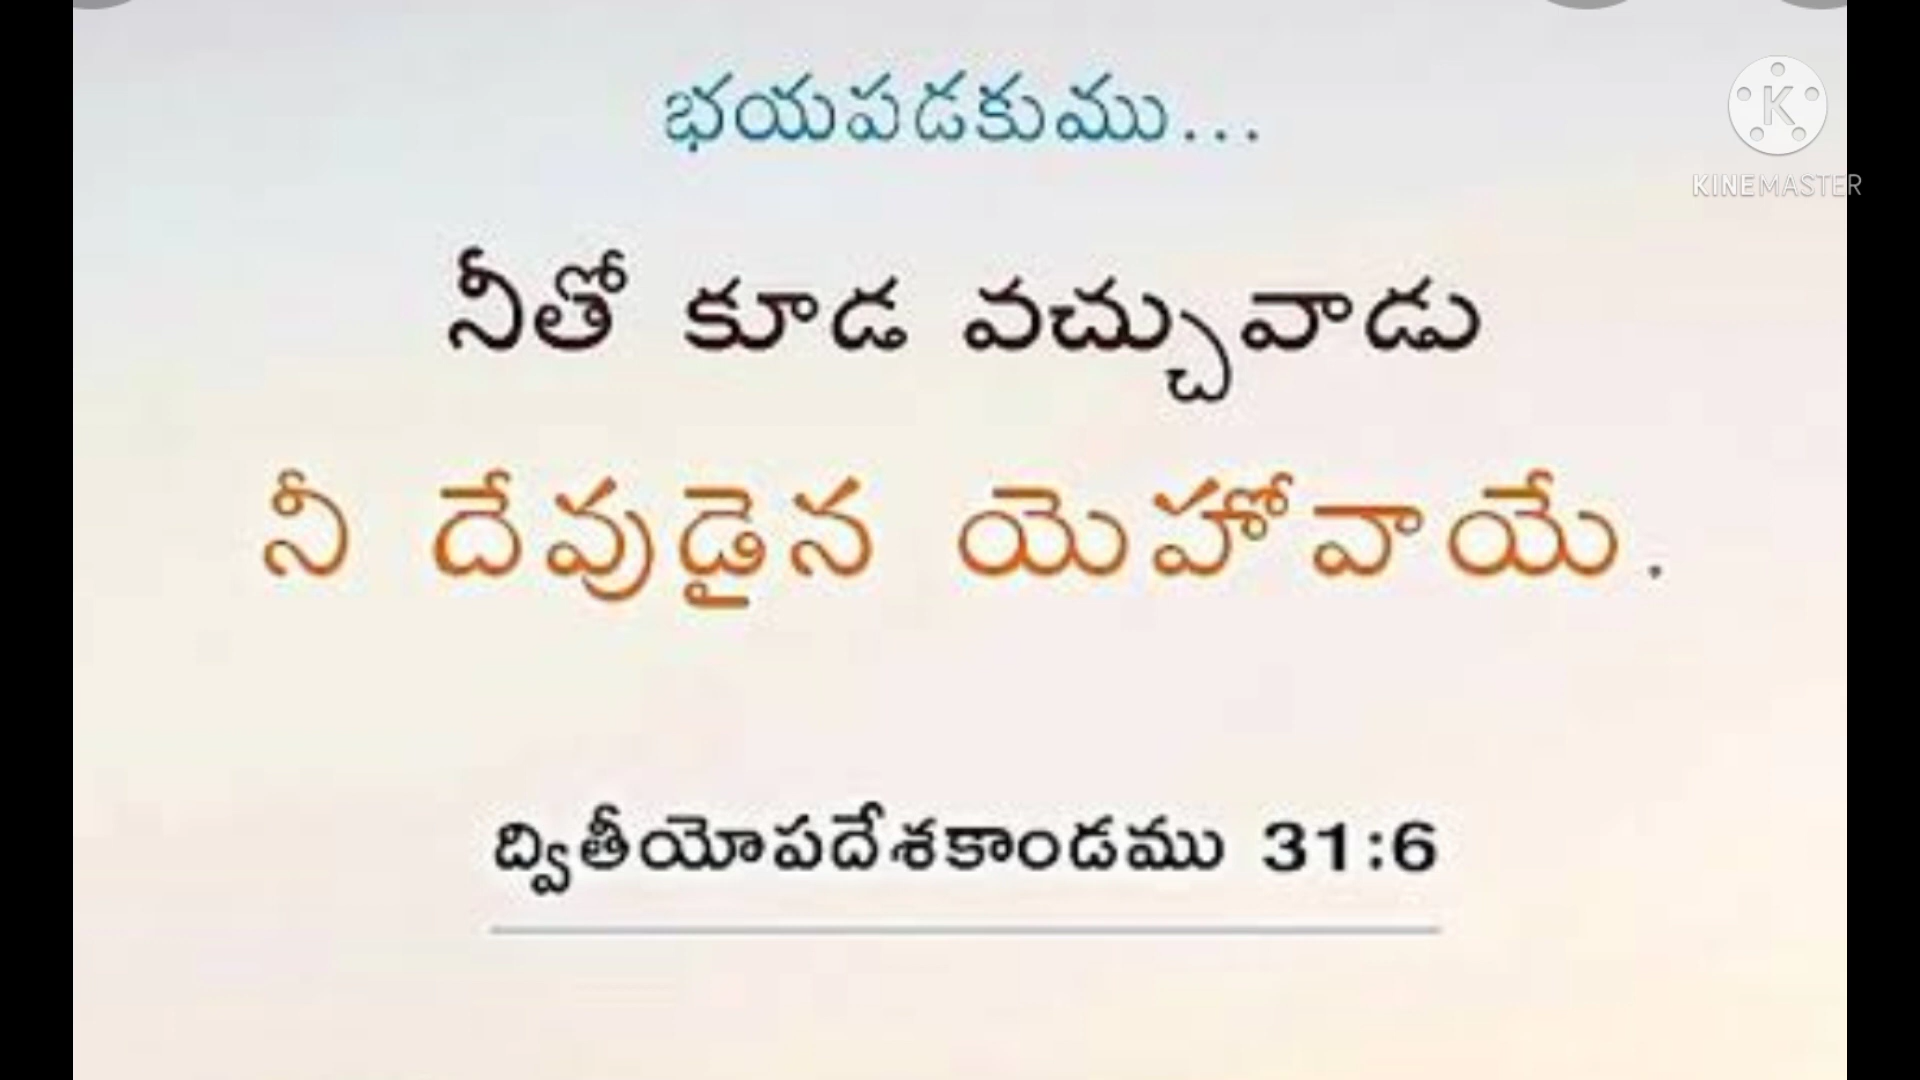 భయపడకుము...
KINEMASTER
నీతో కూడ వచ్చువాడు
నీ దేవుడైన యెహోవాయే.
ద్వితీయోపదేశకాండము 31:6